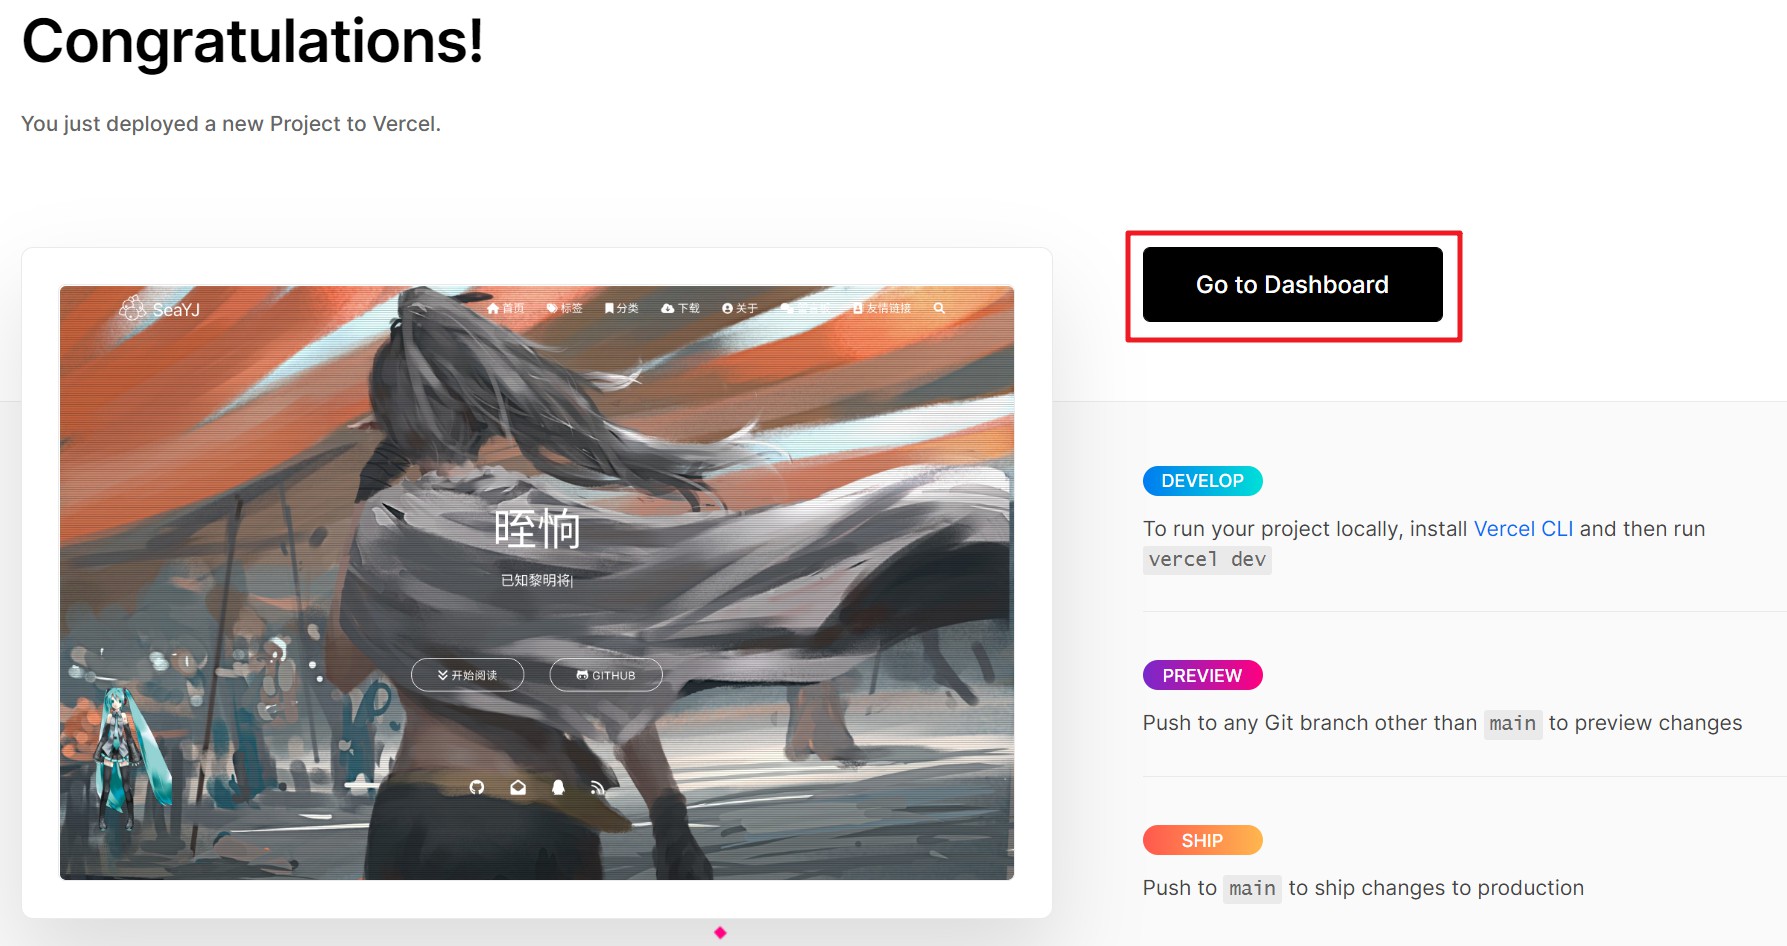 Congratulations!
You just deployed a new Project to Vercel.
SeaYJ
首页 标签 分类 下载 关于 友情链接
Go to Dashboard
晊恦
已知黎明将|
开始阅读 GITHUB
DEVELOP
To run your project locally, install Vercel CLI and then run
vercel dev
PREVIEW
Push to any Git branch other than main to preview changes
SHIP
Push to main to ship changes to production